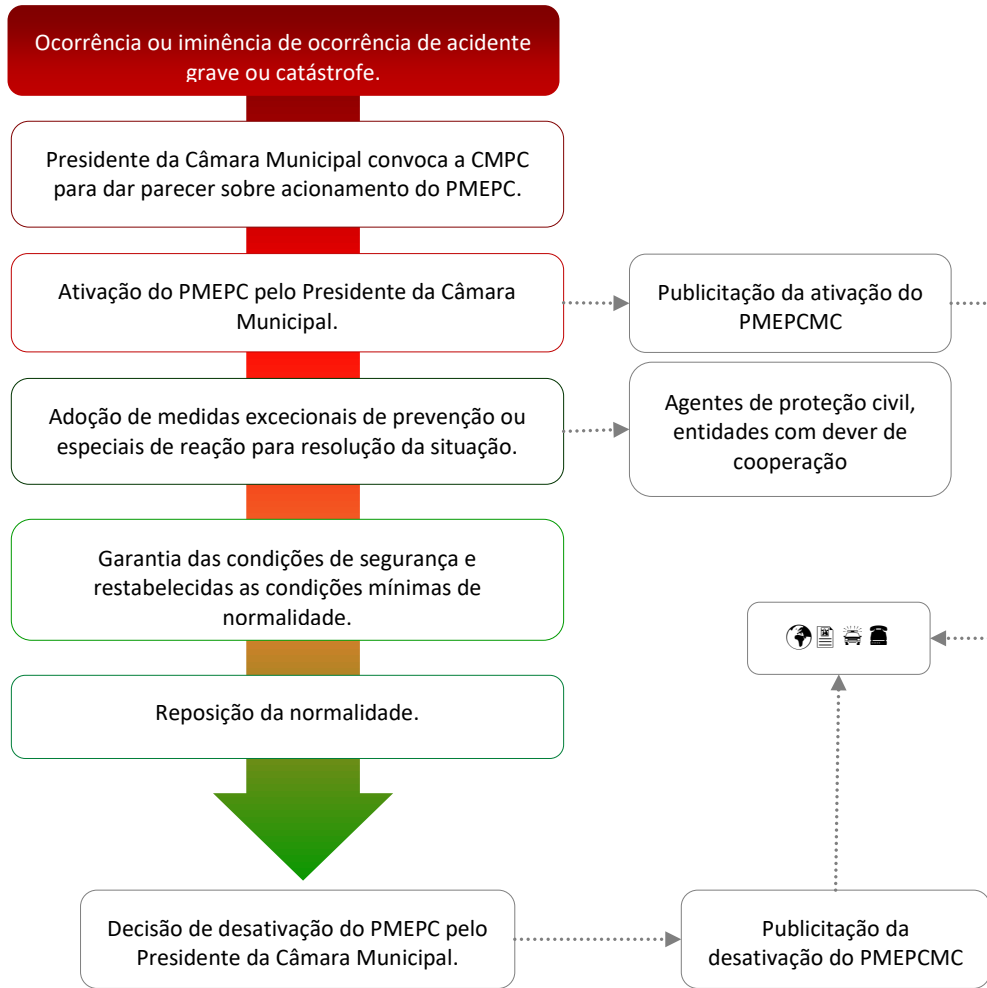 Ocorrência ou iminência de ocorrência de acidente
grave ou catástrofe.
Presidente da Câmara Municipal convoca a CMPC
para dar parecer sobre acionamento do PMEPC.
Ativação do PMEPC pelo Presidente da Câmara
Municipal.
Publicitação da ativação do
PMEPCMC
Adoção de medidas excecionais de prevenção ou
especiais de reação para resolução da situação.
Agentes de proteção civil,
entidades com dever de
cooperação
Garantia das condições de segurança e
restabelecidas as condições mínimas de
normalidade.
Reposição da normalidade.
Decisão de desativação do PMEPC pelo
Presidente da Câmara Municipal.
Publicitação da
desativação do PMEPCMC